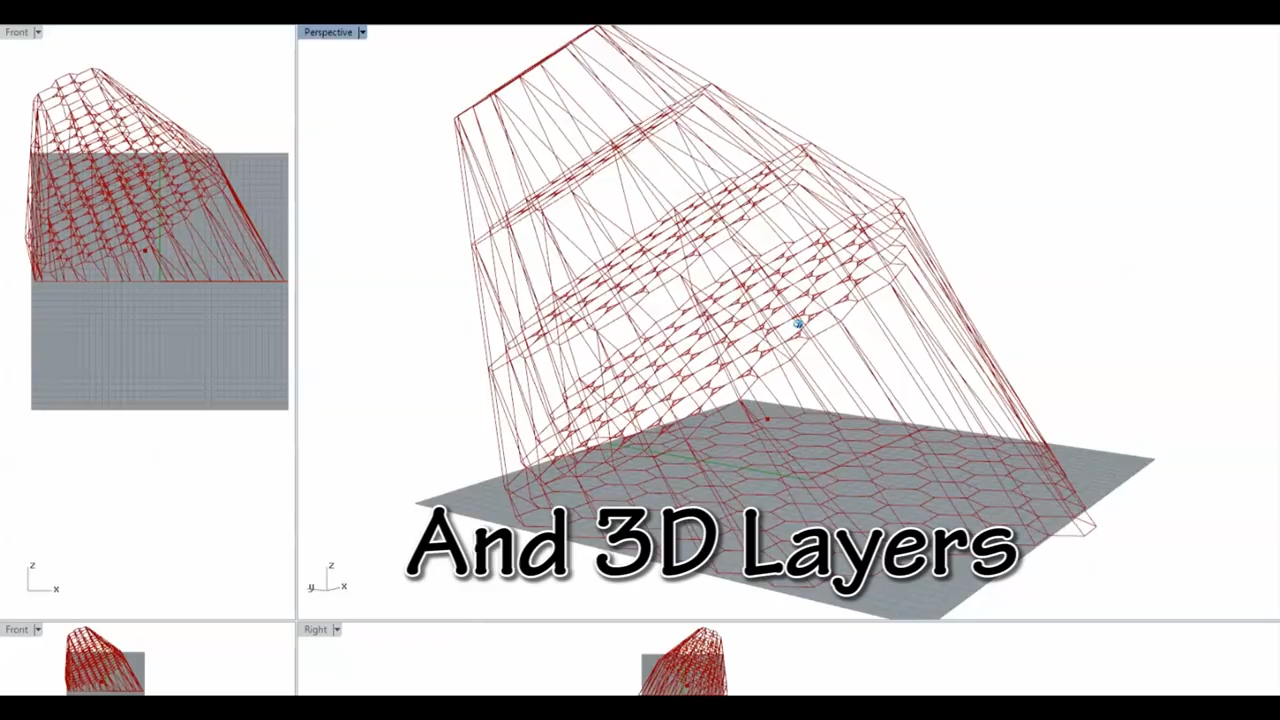 Front
Perspective
And 3D Layers
z
x
z
y
x
Front
Right